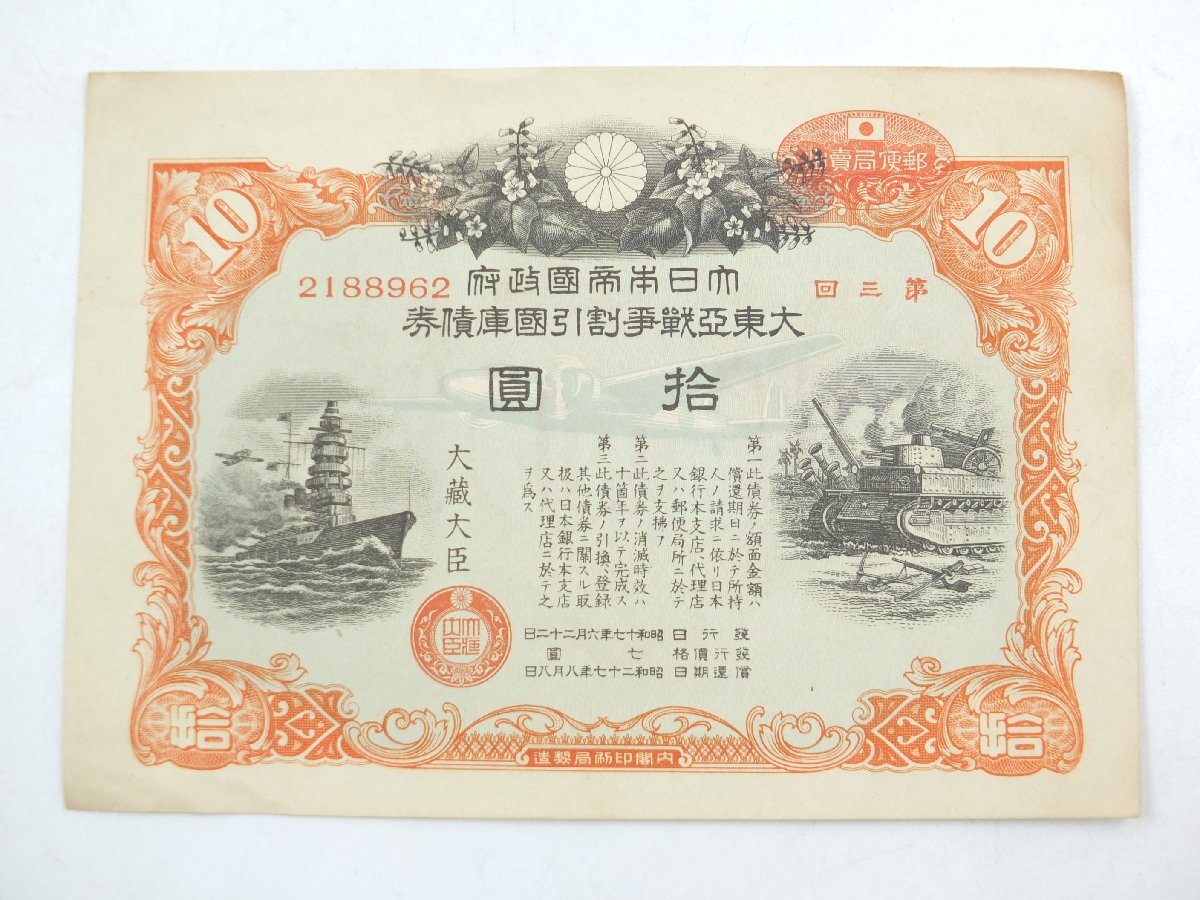 郵便局賣
10
10
第三回
2188962
大日本帝國政府
大東亞戰爭割引國庫債券
拾圓
第一此債券ノ額面金額ハ
償還期日ニ於テ所持
人ノ請求ニ依リ日本
銀行本支店、代理店
又ハ郵便局所ニ於テ
之ヲ支拂フ
第二此債券ノ消滅時效ハ
十箇年ヲ以テ完成ス
第三此債券ノ引換、登錄
其他債券ニ關スル取
扱ハ日本銀行本支店
又ハ代理店ニ於テ之
ヲ爲ス
大藏大臣
大藏大臣
發行日 昭和十七年六月二十二日
發行價格 七圓
償還期日 昭和二十七年八月八日
拾
拾
內閣印刷局製造